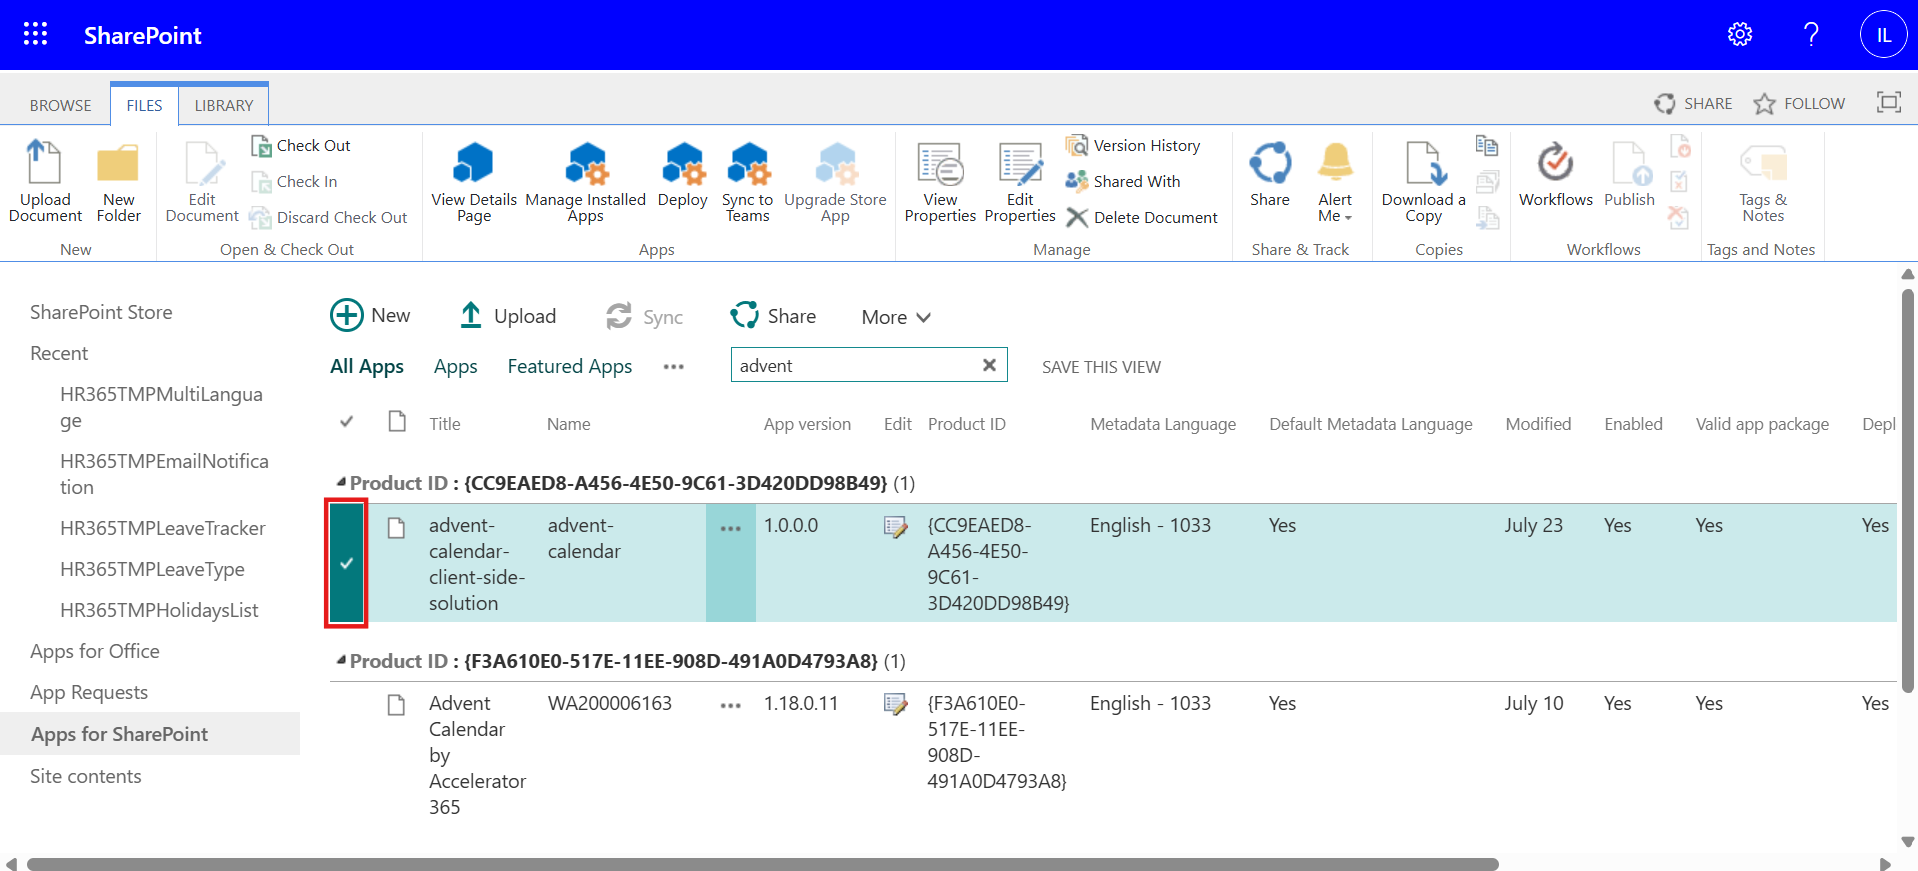 SharePoint
?
IL
BROWSE
FILES
LIBRARY
SHARE
FOLLOW
Upload
Document
New
Folder
New
Edit
Document
Check Out
Check In
Discard Check Out
Open & Check Out
View Details
Page
Manage Installed
Apps
Deploy
Sync to
Teams
Upgrade Store
App
Apps
View
Properties
Edit
Properties
Version History
Shared With
Delete Document
Manage
Share
Alert
Me
Share & Track
Download a
Copy
Copies
Workflows
Publish
Workflows
Tags &
Notes
Tags and Notes
SharePoint Store
Recent
HR365TMPMultiLangua
ge
HR365TMPEmailNotifica
tion
HR365TMPLeaveTracker
HR365TMPLeaveType
HR365TMPHolidaysList
Apps for Office
App Requests
Apps for SharePoint
Site contents
New
Upload
Sync
Share
More
All Apps
Apps
Featured Apps
•••
advent
SAVE THIS VIEW
Title
Name
App version
Edit
Product ID
Metadata Language
Default Metadata Language
Modified
Enabled
Valid app package
Depl
Product ID : {CC9EAED8-A456-4E50-9C61-3D420DD98B49} (1)
advent-
calendar-
client-side-
solution
advent-
calendar
•••
1.0.0.0
{CC9EAED8-
A456-4E50-
9C61-
3D420DD98B49}
English - 1033
Yes
July 23
Yes
Yes
Yes
Product ID : {F3A610E0-517E-11EE-908D-491A0D4793A8} (1)
Advent
Calendar
by
Accelerator
365
WA200006163
•••
1.18.0.11
{F3A610E0-
517E-11EE-
908D-
491A0D4793A8}
English - 1033
Yes
July 10
Yes
Yes
Yes